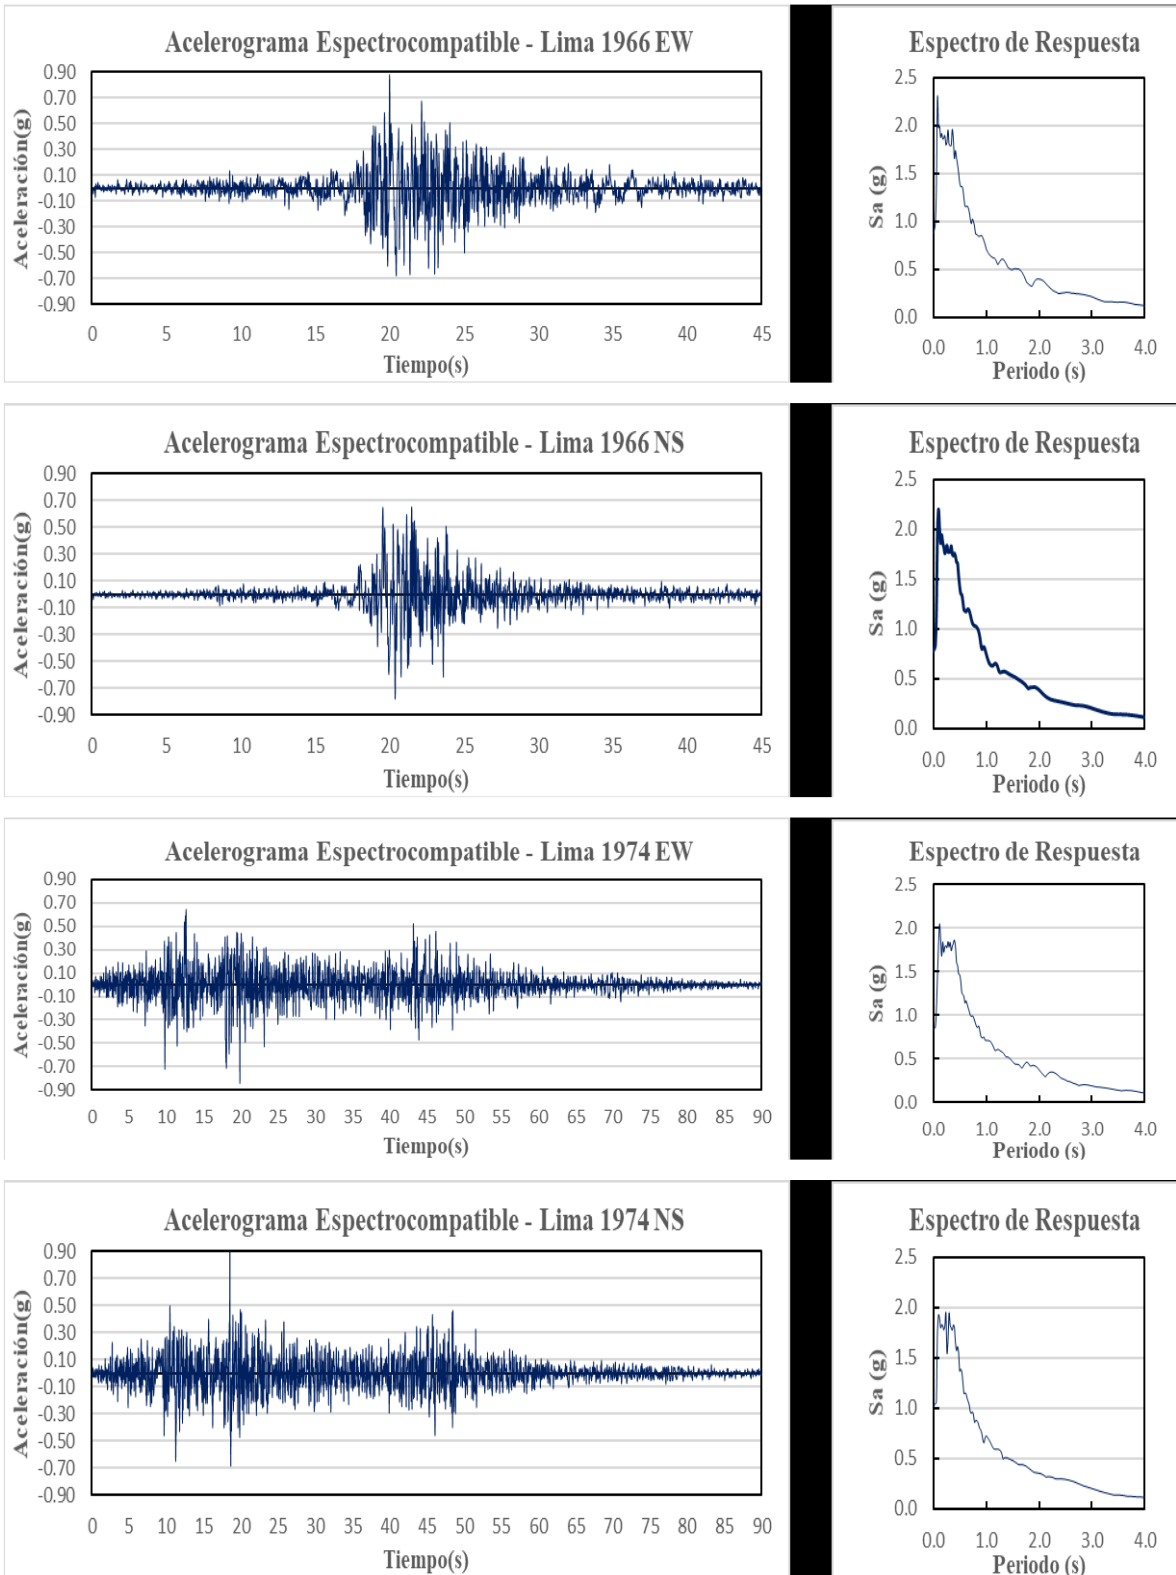 Acelerograma Espectrocompatible - Lima 1966 EW
Aceleración(g)
0.90
0.70
0.50
0.30
0.10
-0.10
-0.30
-0.50
-0.70
-0.90
0 5 10 15 20 25 30 35 40 45
Tiempo(s)
Espectro de Respuesta
Sa (g)
2.5
2.0
1.5
1.0
0.5
0.0
0.0 1.0 2.0 3.0 4.0
Periodo (s)
Acelerograma Espectrocompatible - Lima 1966 NS
Aceleración(g)
0.90
0.70
0.50
0.30
0.10
-0.10
-0.30
-0.50
-0.70
-0.90
0 5 10 15 20 25 30 35 40 45
Tiempo(s)
Espectro de Respuesta
Sa (g)
2.5
2.0
1.5
1.0
0.5
0.0
0.0 1.0 2.0 3.0 4.0
Periodo (s)
Acelerograma Espectrocompatible - Lima 1974 EW
Aceleración(g)
0.90
0.70
0.50
0.30
0.10
-0.10
-0.30
-0.50
-0.70
-0.90
0 5 10 15 20 25 30 35 40 45 50 55 60 65 70 75 80 85 90
Tiempo(s)
Espectro de Respuesta
Sa (g)
2.5
2.0
1.5
1.0
0.5
0.0
0.0 1.0 2.0 3.0 4.0
Periodo (s)
Acelerograma Espectrocompatible - Lima 1974 NS
Aceleración(g)
0.90
0.70
0.50
0.30
0.10
-0.10
-0.30
-0.50
-0.70
-0.90
0 5 10 15 20 25 30 35 40 45 50 55 60 65 70 75 80 85 90
Tiempo(s)
Espectro de Respuesta
Sa (g)
2.5
2.0
1.5
1.0
0.5
0.0
0.0 1.0 2.0 3.0 4.0
Periodo (s)